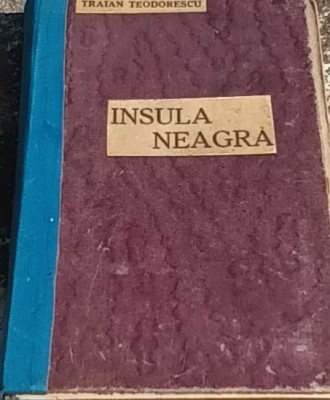 TRAIAN TEODORESCU
INSULA
NEAGRĂ